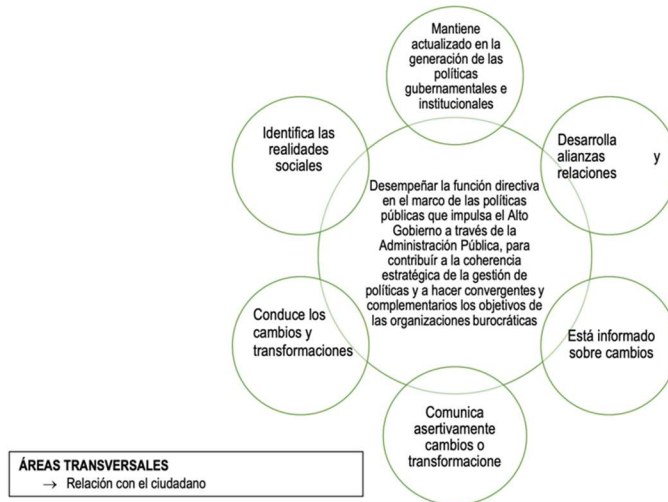 Mantiene
actualizado en la
generación de las
políticas
gubernamentales e
institucionales
Identifica las
realidades
sociales
Desarrolla
alianzas y
relaciones
Desempeñar la función directiva
en el marco de las políticas
públicas que impulsa el Alto
Gobierno a través de la
Administración Pública, para
contribuír a la coherencia
estratégica de la gestión de
políticas y a hacer convergentes y
complementarios los objetivos de
las organizaciones burocráticas
Conduce los
cambios y
transformaciones
Está informado
sobre cambios
Comunica
asertivamente
cambios o
transformacione
ÁREAS TRANSVERSALES
→ Relación con el ciudadano